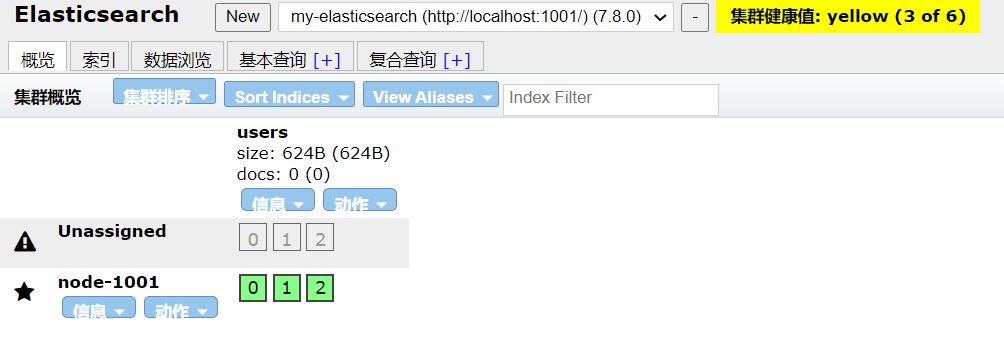 Elasticsearch New my-elasticsearch (http://localhost:1001/) (7.8.0) - 集群健康值: yellow (3 of 6)
概览 索引 数据浏览 基本查询 [+] 复合查询 [+]
集群概览 集群排序 Sort Indices View Aliases Index Filter
users
size: 624B (624B)
docs: 0 (0)
信息 动作
Unassigned 0 1 2
node-1001 0 1 2
信息 动作